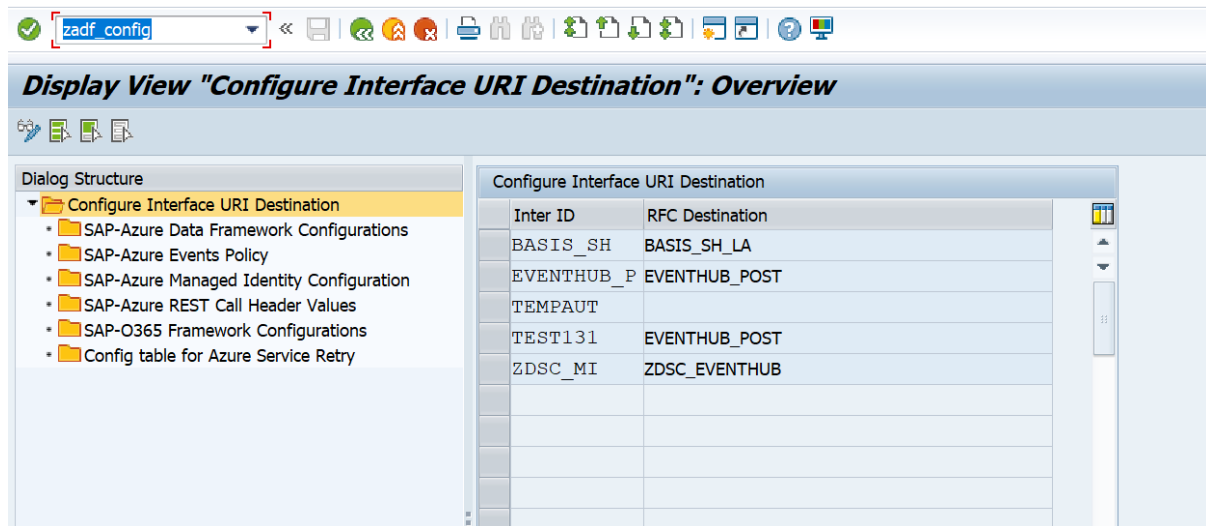 zadf_config
Display View "Configure Interface URI Destination": Overview
Dialog Structure
Configure Interface URI Destination
SAP-Azure Data Framework Configurations
SAP-Azure Events Policy
SAP-Azure Managed Identity Configuration
SAP-Azure REST Call Header Values
SAP-O365 Framework Configurations
Config table for Azure Service Retry
Configure Interface URI Destination
Inter ID RFC Destination
BASIS_SH BASIS_SH_LA
EVENTHUB_P EVENTHUB_POST
TEMPAUT
TEST131 EVENTHUB_POST
ZDSC_MI ZDSC_EVENTHUB